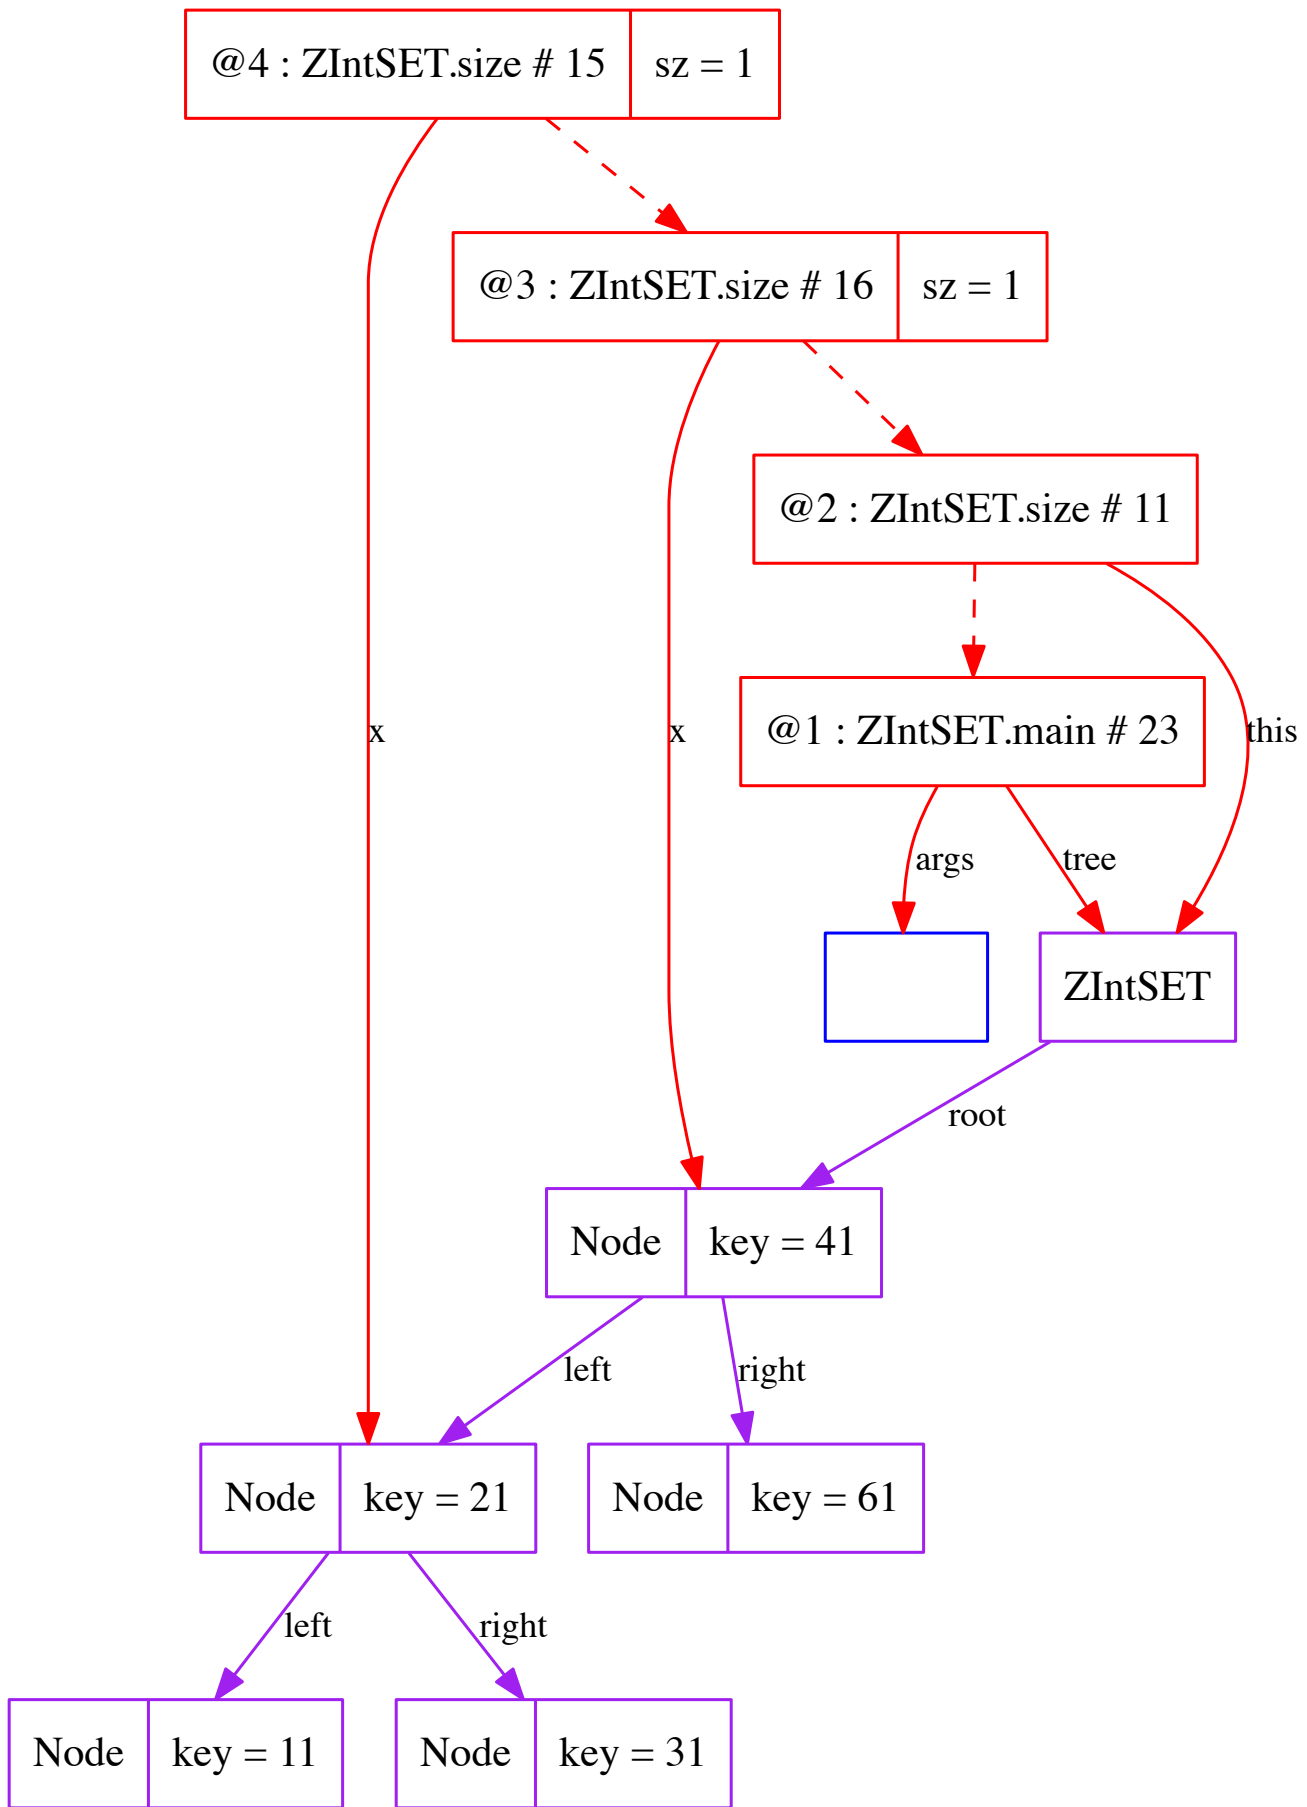 @4 : ZIntSET.size # 15 sz = 1
@3 : ZIntSET.size # 16 sz = 1
@2 : ZIntSET.size # 11
x x this
@1 : ZIntSET.main # 23
args tree
ZIntSET
root
Node key = 41
left right
Node key = 21 Node key = 61
left right
Node key = 11 Node key = 31